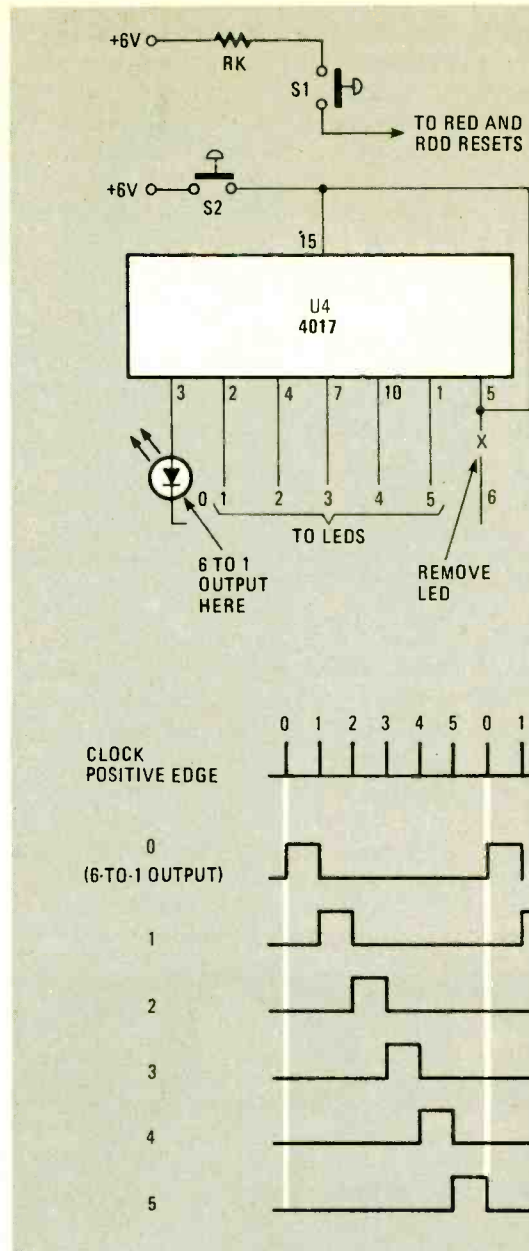 +6V
RK
S1
TO RED AND
RDD RESETS
+6V
S2
15
U4
4017
3 2 4 7 10 1 5
0 1 2 3 4 5 6
TO LEDS
X
6 TO 1
OUTPUT
HERE
REMOVE
LED
0 1 2 3 4 5 0 1
CLOCK
POSITIVE EDGE
0
(6-TO-1 OUTPUT)
1
2
3
4
5